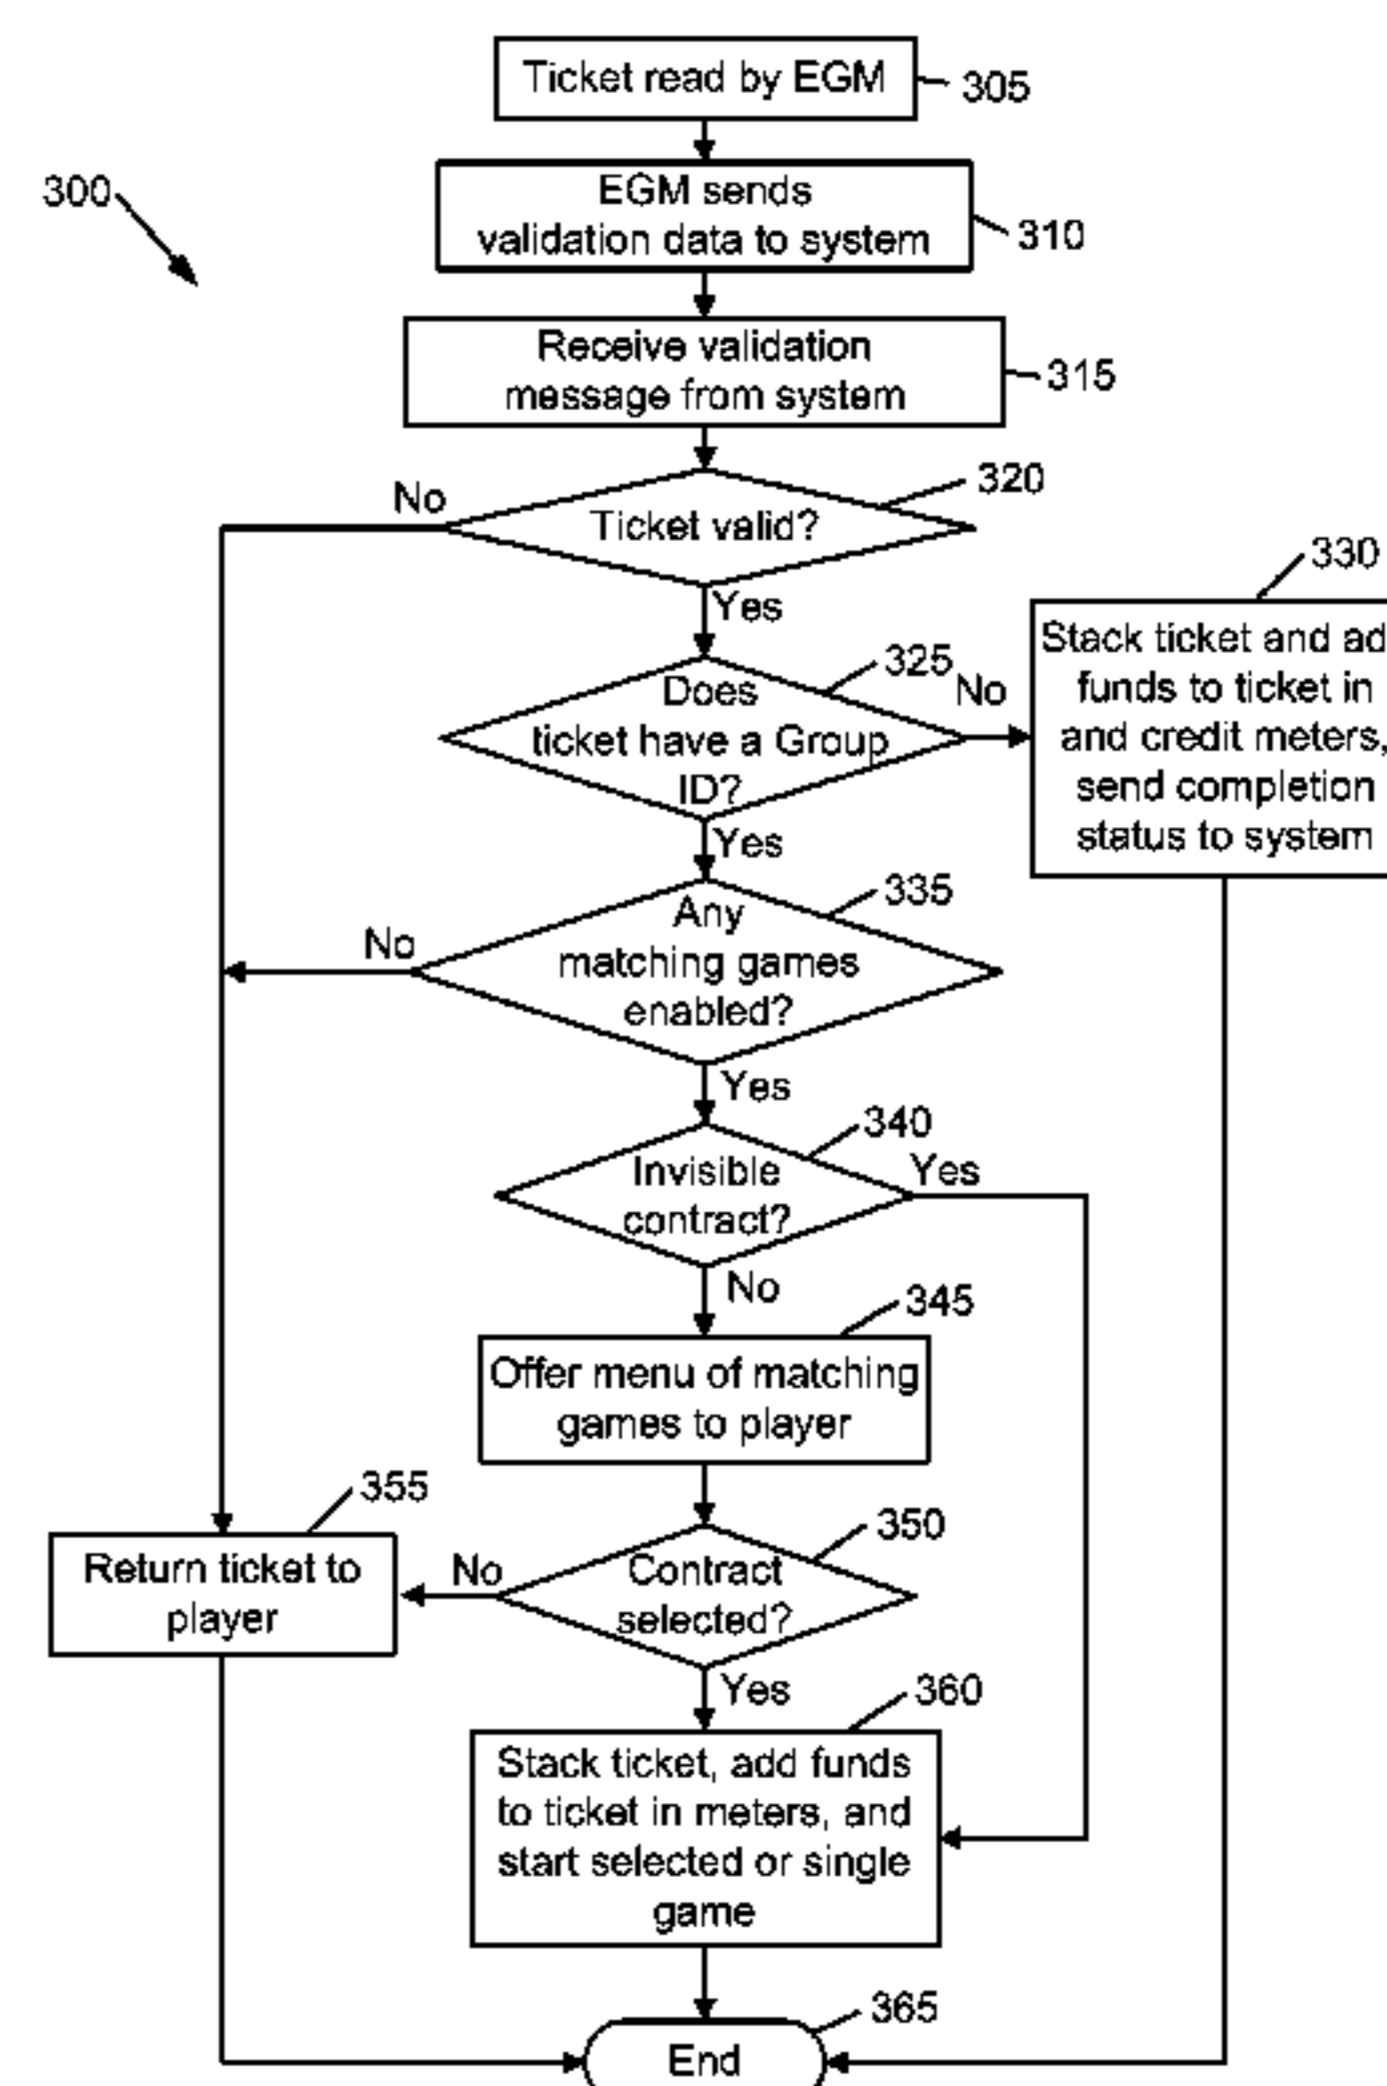 Ticket read by EGM
305
300
EGM sends
validation data to system
310
Receive validation
message from system
315
320
No
Ticket valid?
Yes
330
Stack ticket and ad
funds to ticket in
and credit meters,
send completion
status to system
325
No
Does
ticket have a Group
ID?
Yes
335
Any
No
matching games
enabled?
Yes
340
Invisible
contract?
Yes
No
345
Offer menu of matching
games to player
355
Return ticket to
player
350
No
Contract
selected?
Yes
360
Stack ticket, add funds
to ticket in meters, and
start selected or single
game
365
End